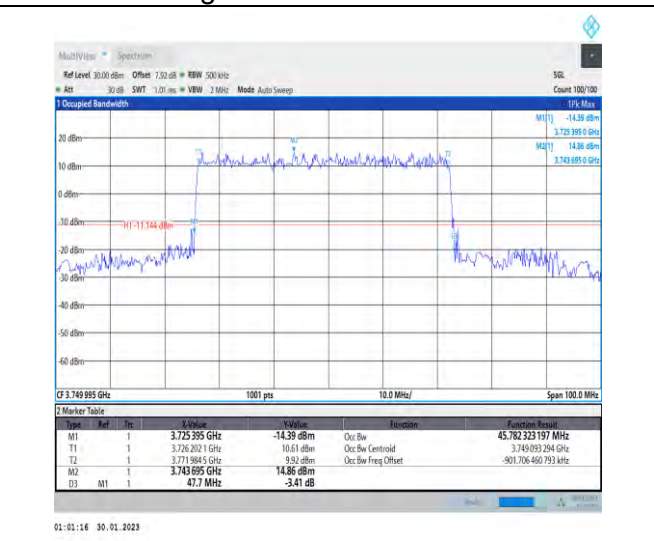 MultiView Spectrum
Ref Level 30.00 dBm Offset 7.92 dB RBW 500 kHz SGL
Att 30 dB SWT 1.01 ms VBW 2 MHz Mode Auto Sweep Count 100/100
1 Occupied Bandwidth 1Pk Max
M1[1] -14.39 dBm
3.725 395 0 GHz
M2[1] 14.86 dBm
3.743 695 0 GHz
20 dBm
M2
T1
T2
10 dBm
0 dBm
-10 dBm
H1 -11.144 dBm
M1
D3
-20 dBm
-30 dBm
-40 dBm
-50 dBm
-60 dBm
CF 3.749 995 GHz 1001 pts 10.0 MHz/ Span 100.0 MHz
2 Marker Table
Type Ref Trc X-Value Y-Value Function Function Result
M1 1 3.725 395 GHz -14.39 dBm Occ Bw 45.782 323 197 MHz
T1 1 3.726 202 1 GHz 10.61 dBm Occ Bw Centroid 3.749 093 294 GHz
T2 1 3.771 984 5 GHz 9.92 dBm Occ Bw Freq Offset -901.706 460 793 kHz
M2 1 3.743 695 GHz 14.86 dBm
D3 M1 1 47.7 MHz -3.41 dB
01:01:16 30.01.2023